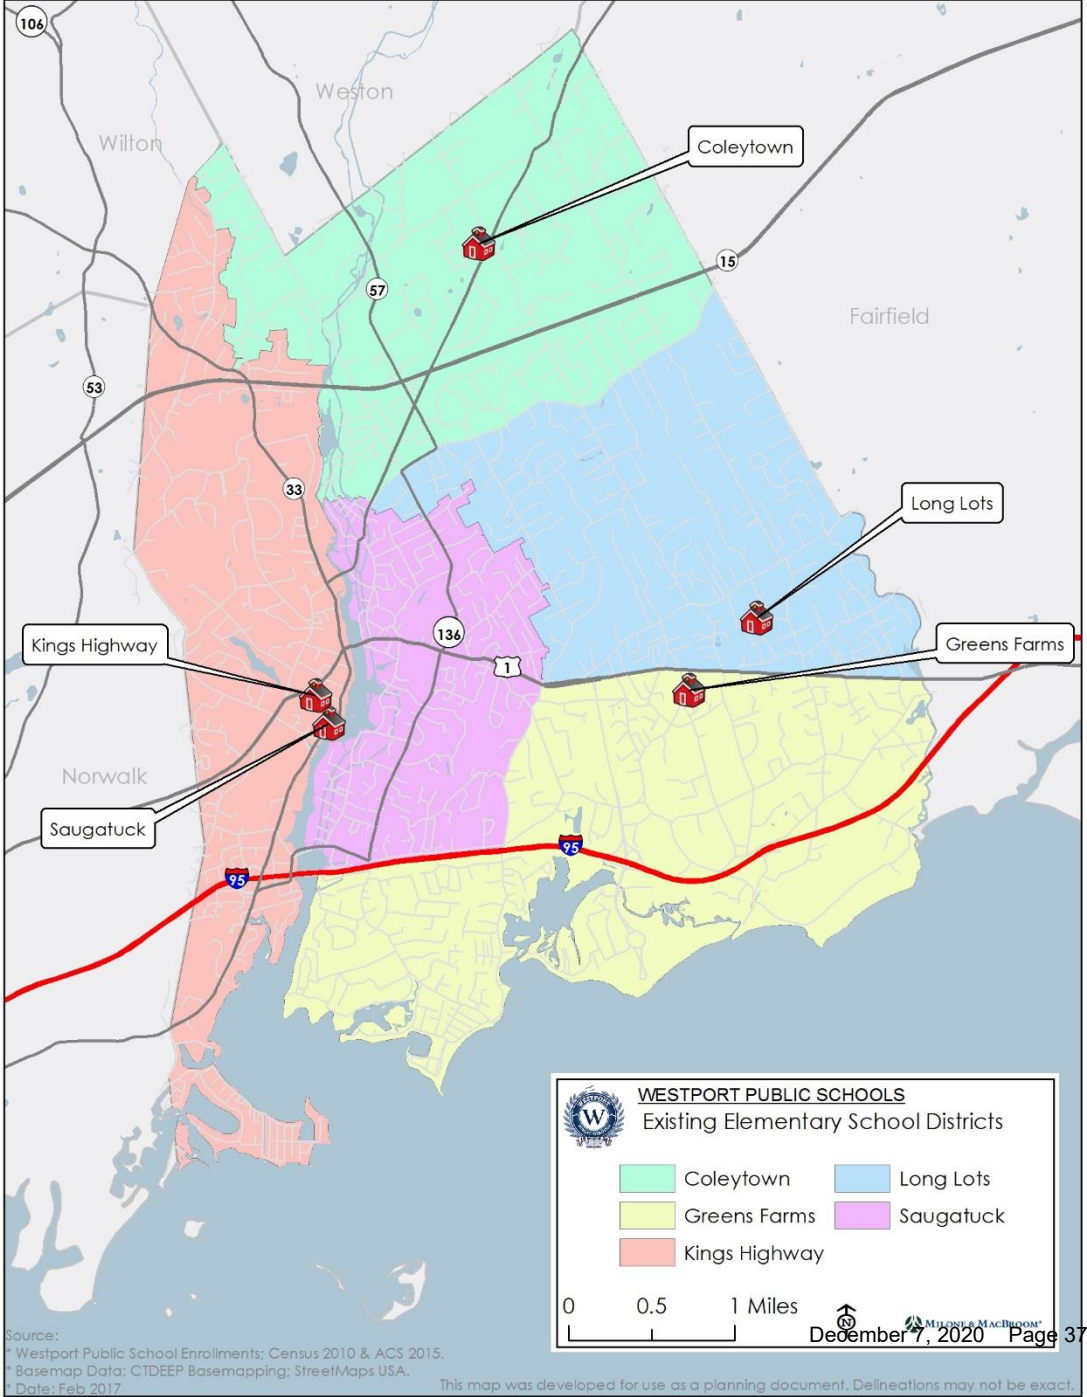 106
Weston
Wilton
Coleytown
15
57
Fairfield
53
33
Long Lots
136
Kings Highway
1
Greens Farms
Norwalk
Saugatuck
95
95
WESTPORT
W
WESTPORT PUBLIC SCHOOLS
Existing Elementary School Districts
Coleytown
Long Lots
Greens Farms
Saugatuck
Kings Highway
0 0.5 1 Miles
N
MILONE & MACBROOM
December 7, 2020 Page 37
Source:
* Westport Public School Enrollments; Census 2010 & ACS 2015.
* Basemap Data: CTDEEP Basemapping; StreetMaps USA.
* Date: Feb 2017
This map was developed for use as a planning document. Delineations may not be exact.